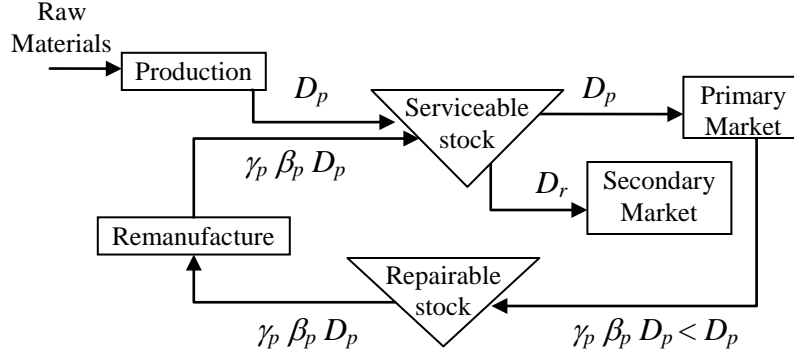 Raw
Materials
Production
D_p
Serviceable
stock
D_p
Primary
Market
γ_p β_p D_p
D_r
Secondary
Market
Remanufacture
Repairable
stock
γ_p β_p D_p
γ_p β_p D_p < D_p